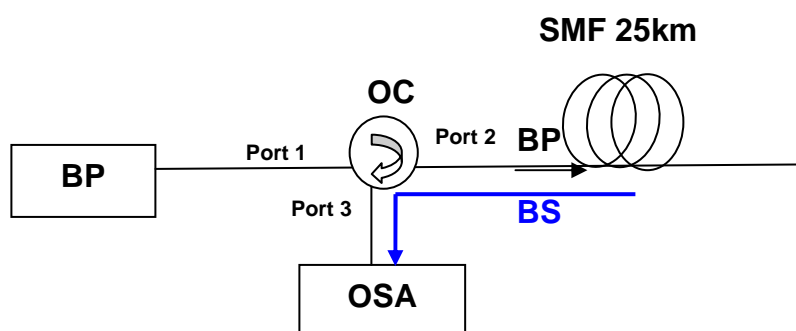 SMF 25km
OC
Port 1
Port 2
BP
BP
Port 3
BS
OSA